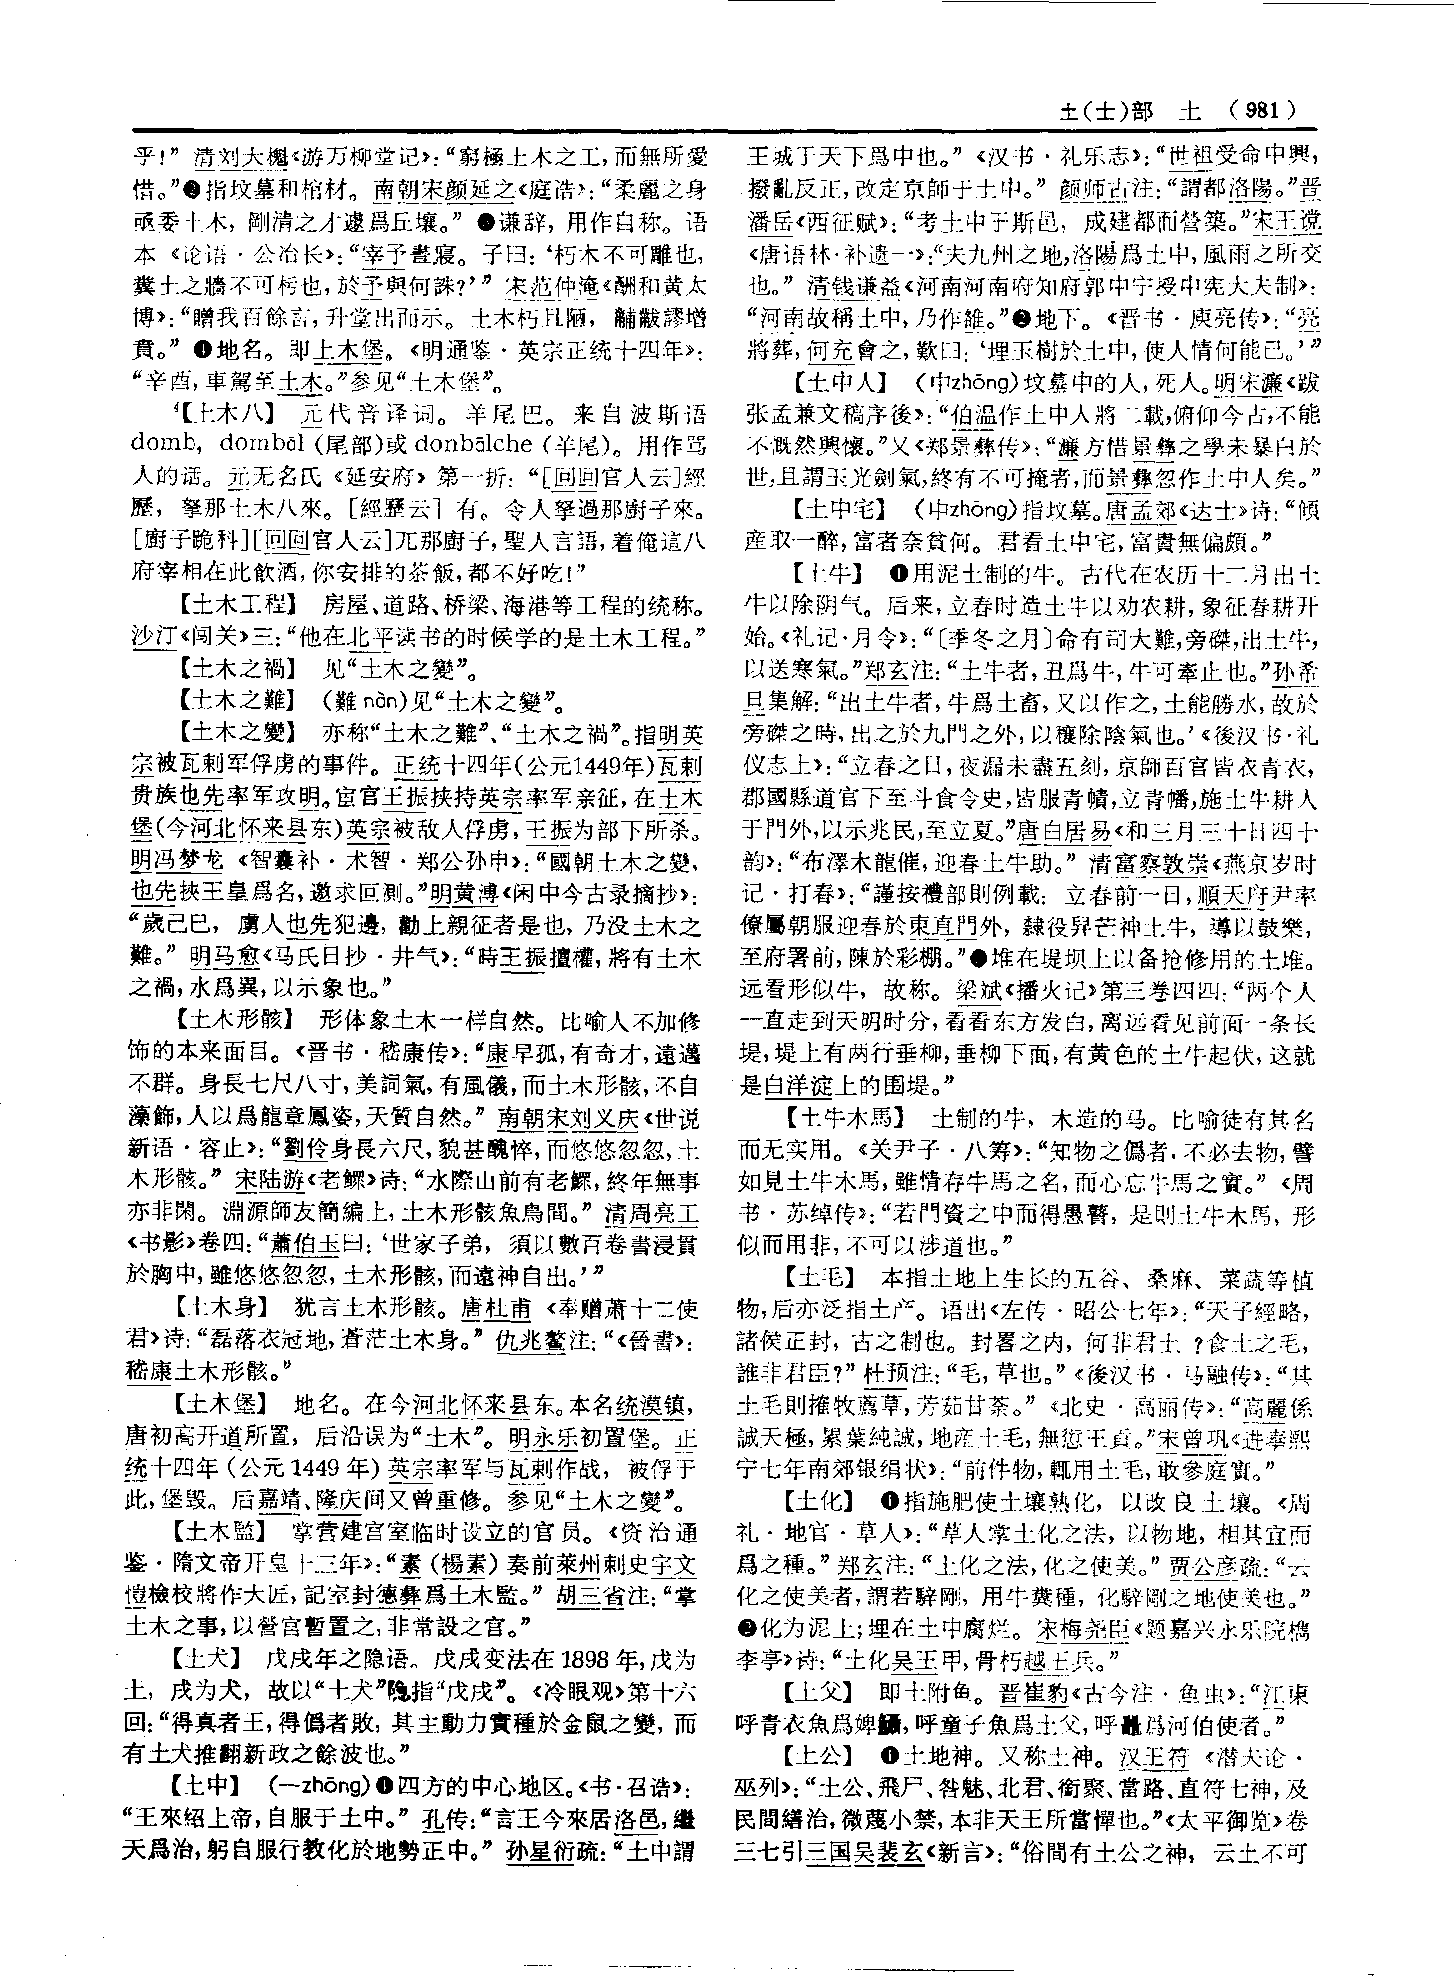 土(士)部　土　(981)
乎！”清刘大櫆《游万柳堂记》：“窮極土木之工，而無所愛
惜。”❷指坟墓和棺材。南朝宋颜延之《庭诰》：“柔麗之身
亟委土木，剛清之才遽爲丘壤。”●谦辞，用作自称。语
本《论语·公冶长》：“宰予晝寢。子曰：‘朽木不可雕也，
糞土之牆不可杇也，於予與何誅？’”宋范仲淹《酬和黄太
博》：“贈我百餘言，升堂出而示。土木朽且陋，黼黻謬增
賁。”❹地名。即土木堡。《明通鉴·英宗正统十四年》：
“辛酉，車駕至土木。”参见“土木堡”。
【土木八】　元代音译词。羊尾巴。来自波斯语
domb，dombāl（尾部）或donbālche（羊尾）。用作骂
人的话。元无名氏《延安府》第一折：“［回回官人云］經
歷，拏那土木八來。［經歷云］有。令人拏過那廚子來。
［廚子跪科］［回回官人云］兀那廚子，聖人言語，着俺這八
府宰相在此飲酒，你安排的茶飯，都不好吃！”
【土木工程】　房屋、道路、桥梁、海港等工程的统称。
沙汀《闯关》三：“他在北平读书的时候学的是土木工程。”
【土木之禍】　见“土木之變”。
【土木之難】　（難nàn）见“土木之變”。
【土木之變】　亦称“土木之難”、“土木之禍”。指明英
宗被瓦剌军俘虏的事件。正统十四年（公元1449年）瓦剌
贵族也先率军攻明。宦官王振挟持英宗率军亲征，在土木
堡（今河北怀来县东）英宗被敌人俘虏，王振为部下所杀。
明冯梦龙《智囊补·术智·郑公孙申》：“國朝土木之變，
也先挾王皇爲名，邀求叵測。”明黄溥《闲中今古录摘抄》：
“歲己巳，虜人也先犯邊，勸上親征者是也，乃没土木之
難。”明马愈《马氏日抄·井气》：“時王振擅權，將有土木
之禍，水爲異，以示象也。”
【土木形骸】　形体象土木一样自然。比喻人不加修
饰的本来面目。《晋书·嵇康传》：“康早孤，有奇才，遠邁
不群。身長七尺八寸，美詞氣，有風儀，而土木形骸，不自
藻飾，人以爲龍章鳳姿，天質自然。”南朝宋刘义庆《世说
新语·容止》：“劉伶身長六尺，貌甚醜悴，而悠悠忽忽，土
木形骸。”宋陆游《老鰥》诗：“水際山前有老鰥，終年無事
亦非閑。淵源師友簡編上，土木形骸魚鳥間。”清周亮工
《书影》卷四：“蕭伯玉曰：‘世家子弟，須以數百卷書浸貫
於胸中，雖悠悠忽忽，土木形骸，而遠神自出。’”
【土木身】　犹言土木形骸。唐杜甫《奉赠萧十二使
君》诗：“磊落衣冠地，蒼茫土木身。”仇兆鳌注：“《晉書》：
嵇康土木形骸。”
【土木堡】　地名。在今河北怀来县东。本名统漠镇，
唐初高开道所置，后沿误为“土木”。明永乐初置堡。正
统十四年（公元1449年）英宗率军与瓦剌作战，被俘于
此，堡毁。后嘉靖、隆庆间又曾重修。参见“土木之變”。
【土木監】　掌营建宫室临时设立的官员。《资治通
鉴·隋文帝开皇十三年》：“素（楊素）奏前萊州刺史宇文
愷檢校將作大匠，記室封德彝爲土木監。”胡三省注：“掌
土木之事，以營宫暫置之，非常設之官。”
【土犬】　戊戌年之隐语。戊戌变法在1898年，戊为
土，戌为犬，故以“土犬”隐指“戊戌”。《冷眼观》第十六
回：“得真者王，得僞者敗，其主動力實種於金鼠之變，而
有土犬推翻新政之餘波也。”
【土中】　（—zhōng）❶四方的中心地区。《书·召诰》：
“王來紹上帝，自服于土中。”孔传：“言王今來居洛邑，繼
天爲治，躬自服行教化於地勢正中。”孙星衍疏：“土中謂
王城于天下爲中也。”《汉书·礼乐志》：“世祖受命中興，
撥亂反正，改定京師于土中。”颜师古注：“謂都洛陽。”晋
潘岳《西征赋》：“考土中于斯邑，成建都而營築。”宋王谠
《唐语林·补遗一》：“夫九州之地，洛陽爲土中，風雨之所交
也。”清钱谦益《河南河南府知府郭中宁授中宪大夫制》：
“河南故稱土中，乃作雒。”❷地下。《晋书·庾亮传》：“亮
將葬，何充會之，歎曰：‘埋玉樹於土中，使人情何能已。’”
【土中人】　（中zhōng）坟墓中的人，死人。明宋濂《跋
张孟兼文稿序後》：“伯温作土中人將二載，俯仰今古，不能
不慨然興懷。”又《郑景彝传》：“濂方惜景彝之學未暴白於
世，且謂玉光劍氣，終有不可掩者，而景彝忽作土中人矣。”
【土中宅】　（中zhōng）指坟墓。唐孟郊《达士》诗：“傾
産取一醉，富者奈貧何。君看土中宅，富貴無偏頗。”
【土牛】　❶用泥土制的牛。古代在农历十二月出土
牛以除阴气。后来，立春时造土牛以劝农耕，象征春耕开
始。《礼记·月令》：“〔季冬之月〕命有司大難，旁磔，出土牛，
以送寒氣。”郑玄注：“土牛者，丑爲牛，牛可牽止也。”孙希
旦集解：“出土牛者，牛爲土畜，又以作之，土能勝水，故於
旁磔之時，出之於九門之外，以穰除陰氣也。’《後汉书·礼
仪志上》：“立春之日，夜漏未盡五刻，京師百官皆衣青衣，
郡國縣道官下至斗食令史，皆服青幘，立青幡，施土牛耕人
于門外，以示兆民，至立夏。”唐白居易《和三月三十日四十
韵》：“布澤木龍催，迎春土牛助。”清富察敦崇《燕京岁时
记·打春》：“謹按禮部則例載：立春前一日，順天府尹率
僚屬朝服迎春於東直門外，隸役舁芒神土牛，導以鼓樂，
至府署前，陳於彩棚。”●堆在堤坝上以备抢修用的土堆。
远看形似牛，故称。梁斌《播火记》第三卷四四：“两个人
一直走到天明时分，看看东方发白，离远看见前面一条长
堤，堤上有两行垂柳，垂柳下面，有黄色的土牛起伏，这就
是白洋淀上的围堤。”
【土牛木馬】　土制的牛，木造的马。比喻徒有其名
而无实用。《关尹子·八筹》：“知物之僞者，不必去物，譬
如見土牛木馬，雖情存牛馬之名，而心忘牛馬之實。”《周
书·苏绰传》：“若門資之中而得愚瞽，是則土牛木馬，形
似而用非，不可以涉道也。”
【土毛】　本指土地上生长的五谷、桑麻、菜蔬等植
物，后亦泛指土产。语出《左传·昭公七年》：“天子經略，
諸侯正封，古之制也。封畧之内，何非君土？食土之毛，
誰非君臣？”杜预注：“毛，草也。”《後汉书·马融传》：“其
土毛則搉牧薦草，芳茹甘荼。”《北史·高丽传》：“高麗係
誠天極，累葉純誠，地産土毛，無愆王貢。”宋曾巩《进奉熙
宁七年南郊银绢状》：“前件物，輒用土毛，敢參庭實。”
【土化】　❶指施肥使土壤熟化，以改良土壤。《周
礼·地官·草人》：“草人掌土化之法，以物地，相其宜而
爲之種。”郑玄注：“土化之法，化之使美。”贾公彦疏：“云
化之使美者，謂若騂剛，用牛糞種，化騂剛之地使美也。”
❷化为泥土；埋在土中腐烂。宋梅尧臣《题嘉兴永乐院檇
李亭》诗：“土化吴王甲，骨朽越王兵。”
【土父】　即土附鱼。晋崔豹《古今注·鱼虫》：“江東
呼青衣魚爲婢，呼童子魚爲土父，呼爲河伯使者。”
【土公】　❶土地神。又称土神。汉王符《潜夫论·
巫列》：“土公、飛尸、咎魅、北君、銜聚、當路、直符七神，及
民間繕治，微蔑小禁，本非天王所當憚也。”《太平御览》卷
三七引三国吴裴玄《新言》：“俗間有土公之神，云土不可